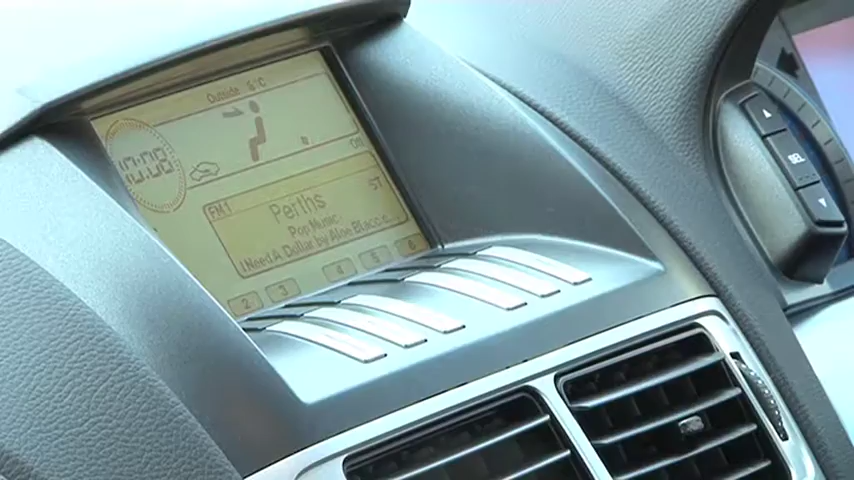 Outside 6°C
10:08
On
FM1
ST
Perths
Pop Music
I Need A Dollar by Aloe Blacc c
2 3 4 5 6
SEL